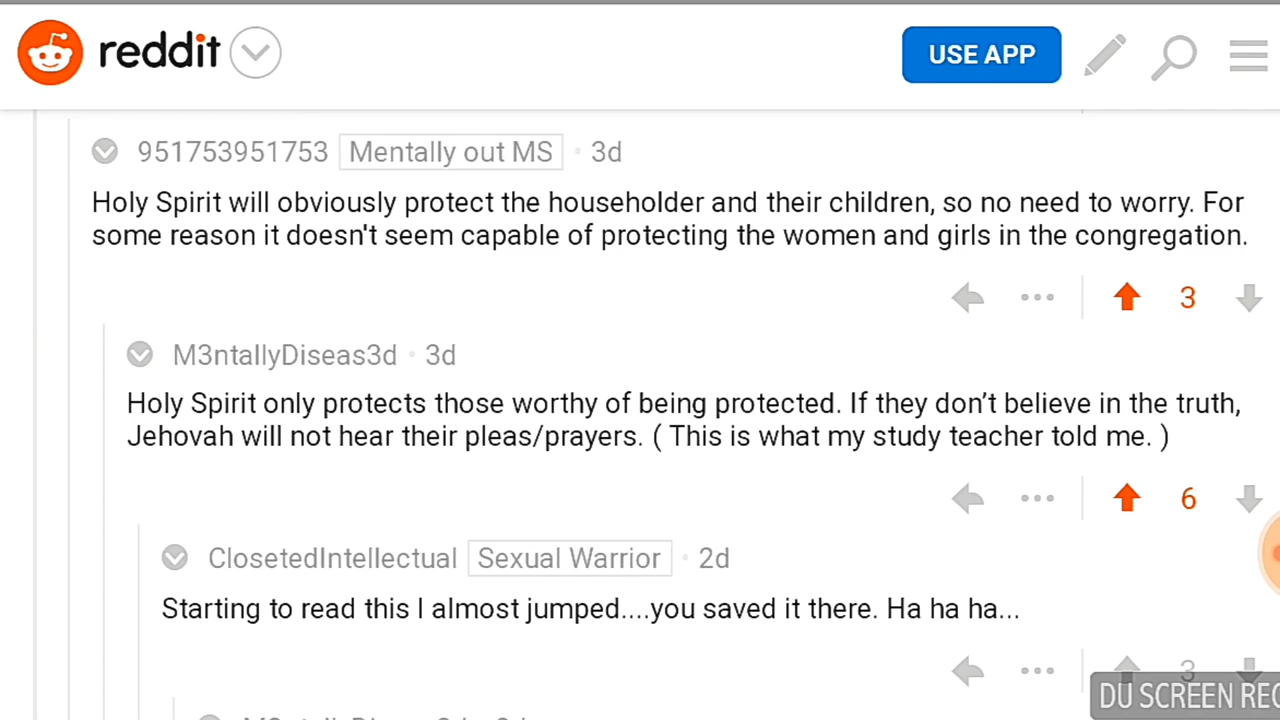 reddit
USE APP
951753951753 Mentally out MS • 3d
Holy Spirit will obviously protect the householder and their children, so no need to worry. For
some reason it doesn't seem capable of protecting the women and girls in the congregation.
3
M3ntallyDiseas3d • 3d
Holy Spirit only protects those worthy of being protected. If they don’t believe in the truth,
Jehovah will not hear their pleas/prayers. ( This is what my study teacher told me. )
6
ClosetedIntellectual Sexual Warrior • 2d
Starting to read this I almost jumped....you saved it there. Ha ha ha...
3
DU SCREEN REC